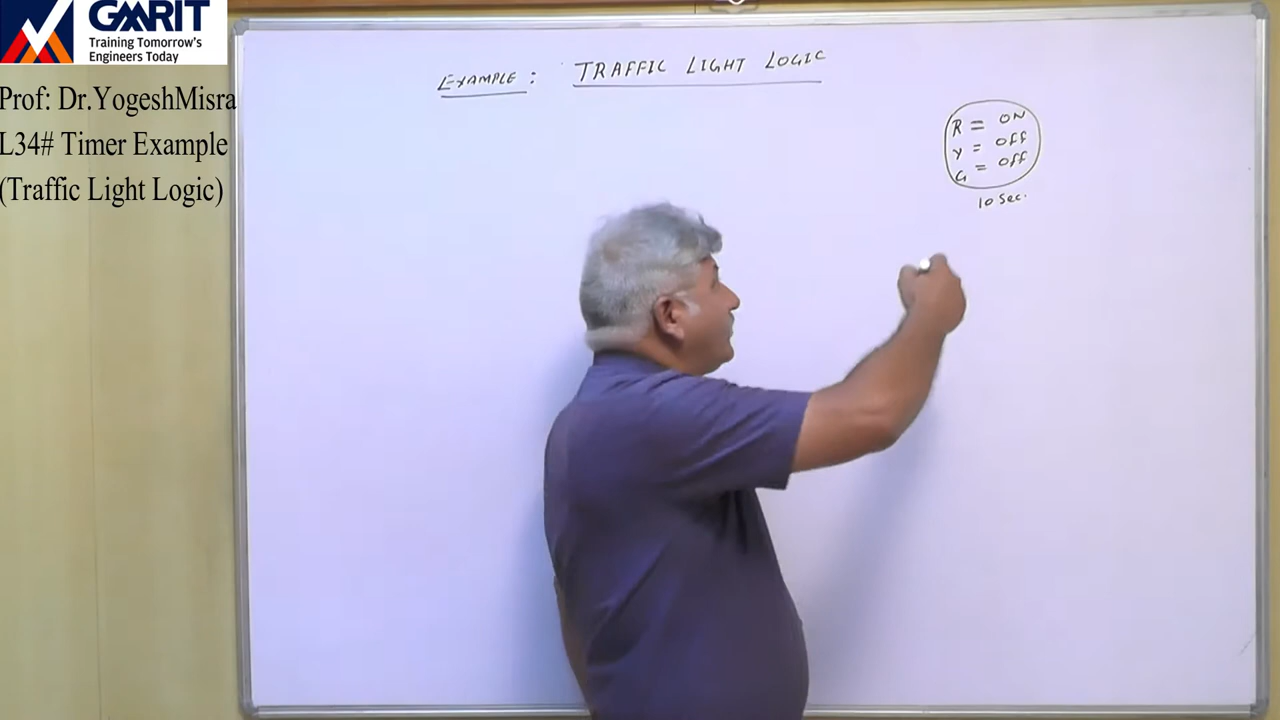 GMRIT
Training Tomorrow's
Engineers Today
Prof: Dr.YogeshMisra
L34# Timer Example
(Traffic Light Logic)
EXAMPLE : TRAFFIC LIGHT LOGIC
R = ON
Y = OFF
G = OFF
10 Sec.